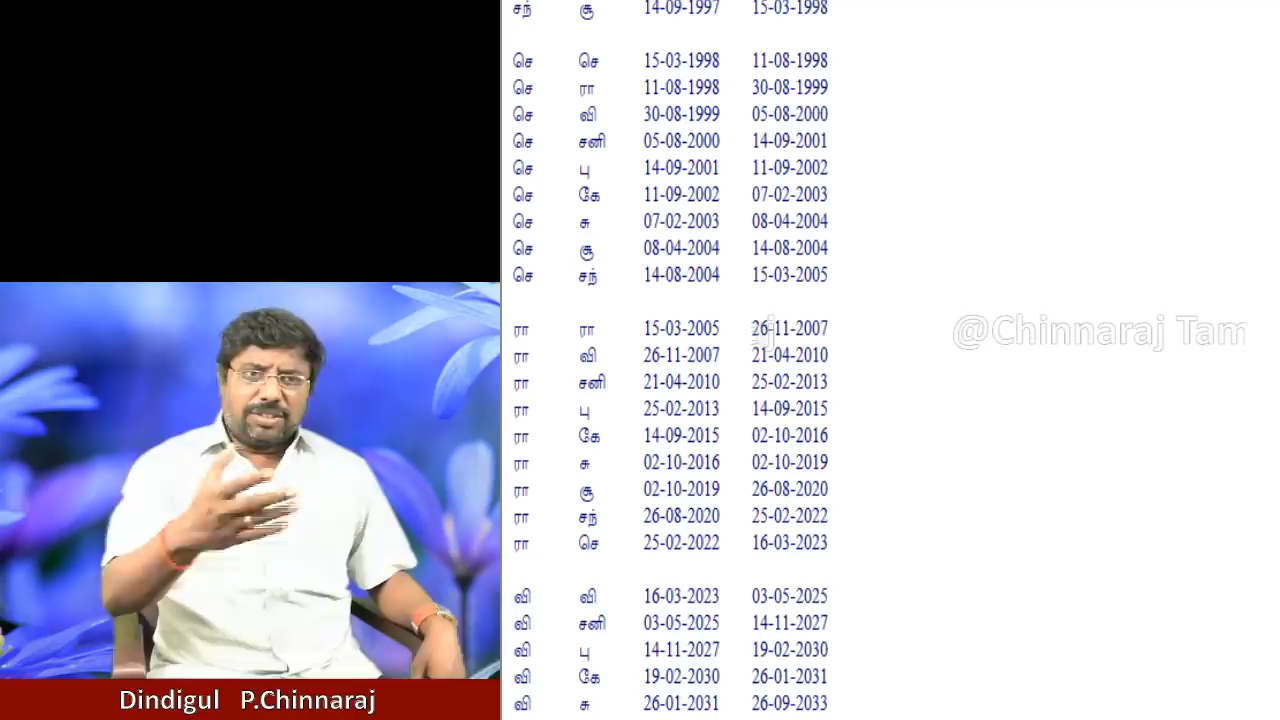 சந் சூ 14-09-1997 15-03-1998
செ செ 15-03-1998 11-08-1998
செ ரா 11-08-1998 30-08-1999
செ வி 30-08-1999 05-08-2000
செ சனி 05-08-2000 14-09-2001
செ பு 14-09-2001 11-09-2002
செ கே 11-09-2002 07-02-2003
செ சு 07-02-2003 08-04-2004
செ சூ 08-04-2004 14-08-2004
செ சந் 14-08-2004 15-03-2005
ரா ரா 15-03-2005 26-11-2007
@Chinnaraj Tam
ரா வி 26-11-2007 21-04-2010
ரா சனி 21-04-2010 25-02-2013
ரா பு 25-02-2013 14-09-2015
ரா கே 14-09-2015 02-10-2016
ரா சு 02-10-2016 02-10-2019
ரா சூ 02-10-2019 26-08-2020
ரா சந் 26-08-2020 25-02-2022
ரா செ 25-02-2022 16-03-2023
வி வி 16-03-2023 03-05-2025
வி சனி 03-05-2025 14-11-2027
வி பு 14-11-2027 19-02-2030
வி கே 19-02-2030 26-01-2031
வி சு 26-01-2031 26-09-2033
Dindigul P.Chinnaraj